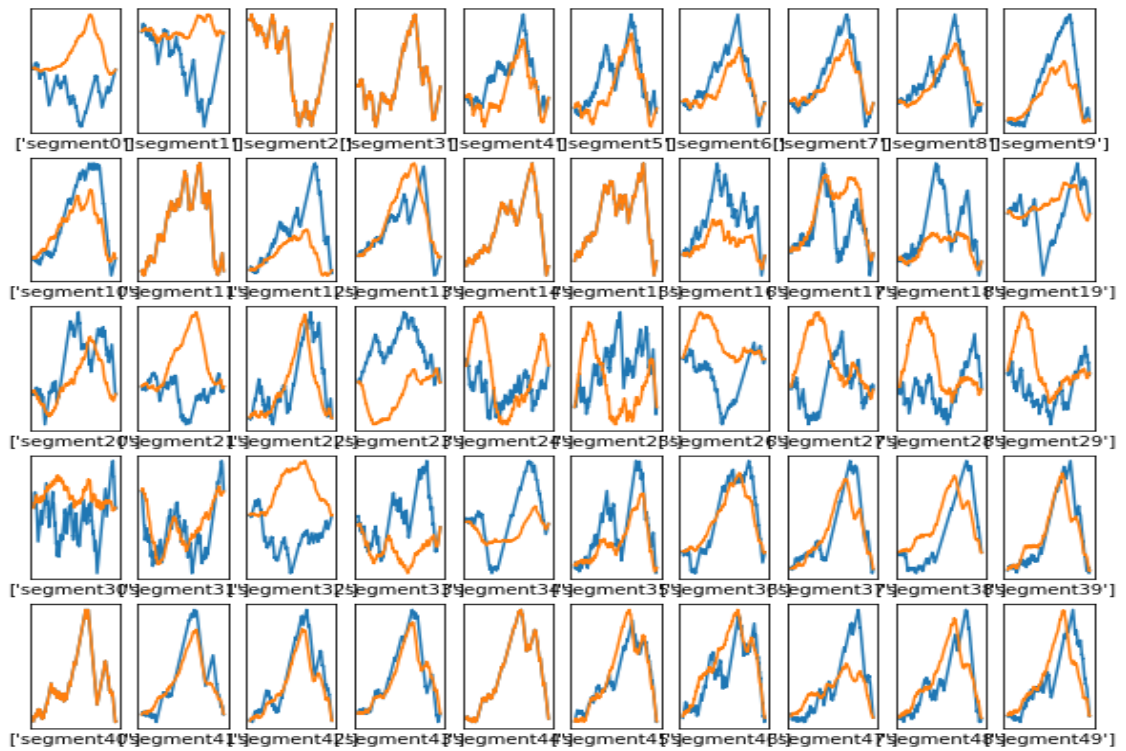 ['segment0'] ['segment1'] ['segment2'] ['segment3'] ['segment4'] ['segment5'] ['segment6'] ['segment7'] ['segment8'] ['segment9']
['segment10'] ['segment11'] ['segment12'] ['segment13'] ['segment14'] ['segment15'] ['segment16'] ['segment17'] ['segment18'] ['segment19']
['segment20'] ['segment21'] ['segment22'] ['segment23'] ['segment24'] ['segment25'] ['segment26'] ['segment27'] ['segment28'] ['segment29']
['segment30'] ['segment31'] ['segment32'] ['segment33'] ['segment34'] ['segment35'] ['segment36'] ['segment37'] ['segment38'] ['segment39']
['segment40'] ['segment41'] ['segment42'] ['segment43'] ['segment44'] ['segment45'] ['segment46'] ['segment47'] ['segment48'] ['segment49']